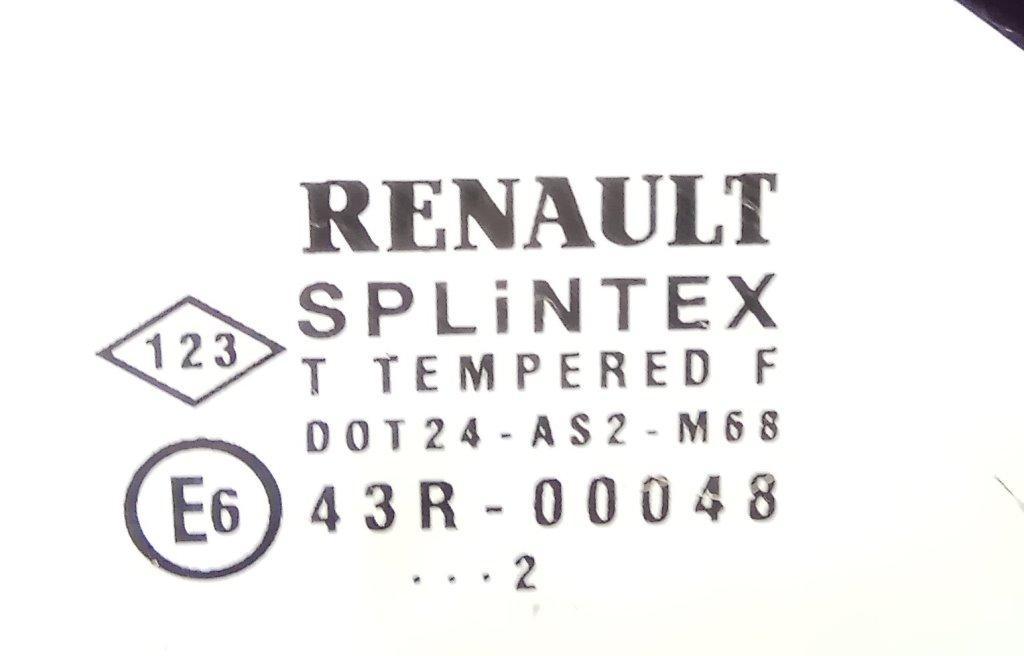 RENAULT
SPLiNTEX
123
T TEMPERED F
DOT24-AS2-M68
E6
43R-00048
...2